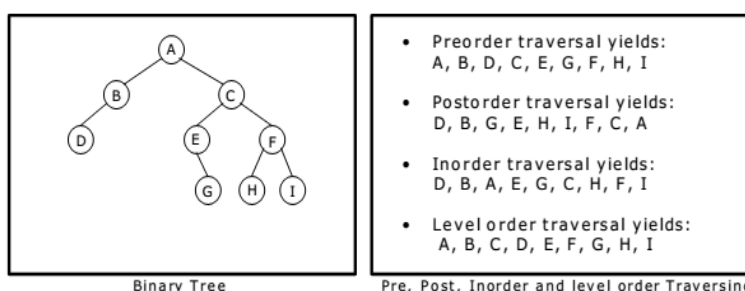 A
B
C
D
E
F
G
H
I
Binary Tree
• Preorder traversal yields:
A, B, D, C, E, G, F, H, I
• Postorder traversal yields:
D, B, G, E, H, I, F, C, A
• Inorder traversal yields:
D, B, A, E, G, C, H, F, I
• Level order traversal yields:
A, B, C, D, E, F, G, H, I
Pre, Post, Inorder and level order Traversing